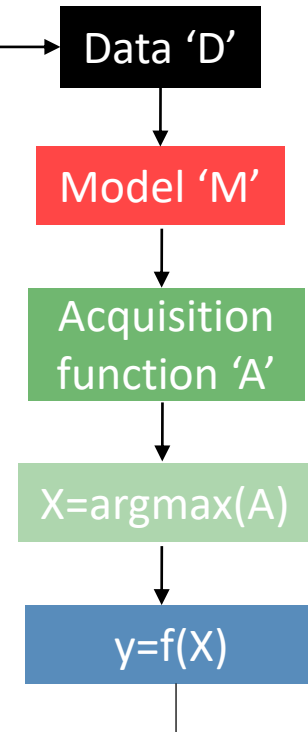 Data ‘D’
Model ‘M’
Acquisition
function ‘A’
X=argmax(A)
y=f(X)